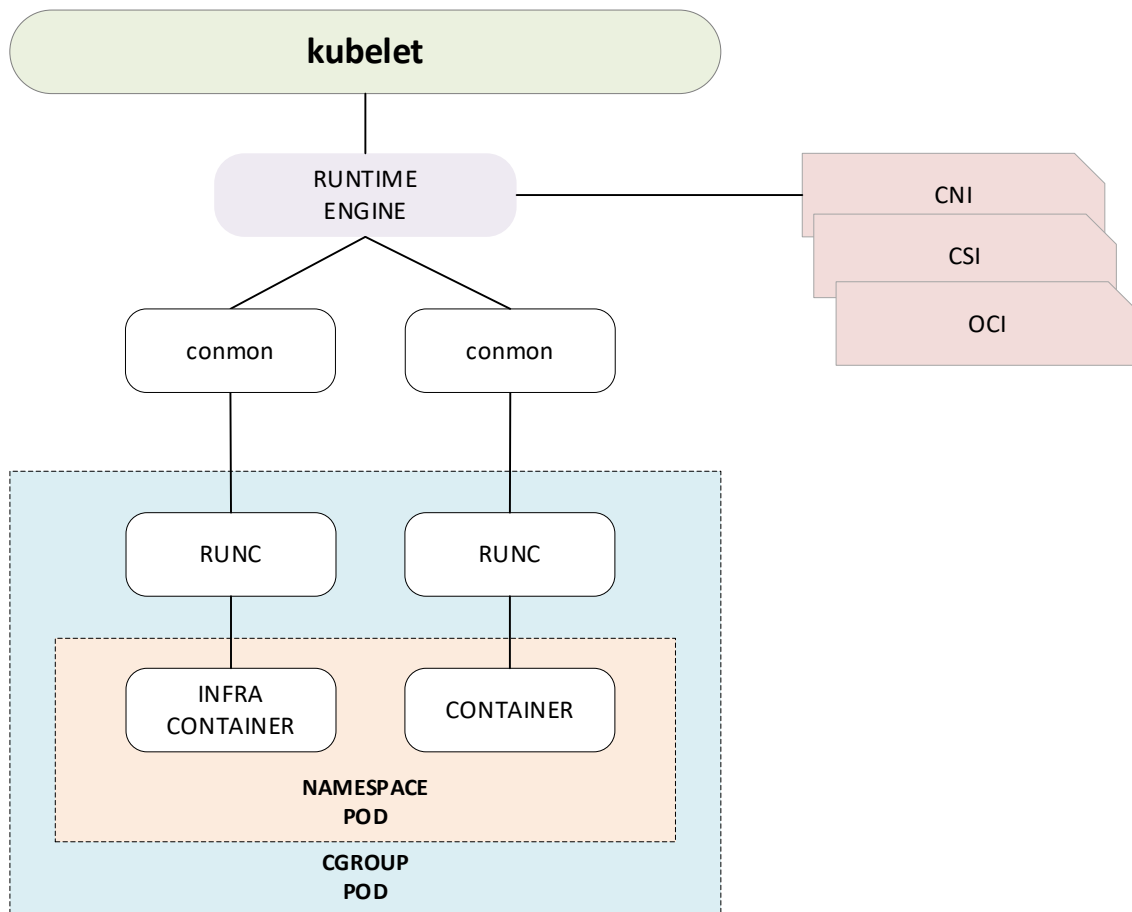 kubelet
RUNTIME
ENGINE
CNI
CSI
OCI
conmon
conmon
RUNC
RUNC
INFRA
CONTAINER
CONTAINER
NAMESPACE
POD
CGROUP
POD